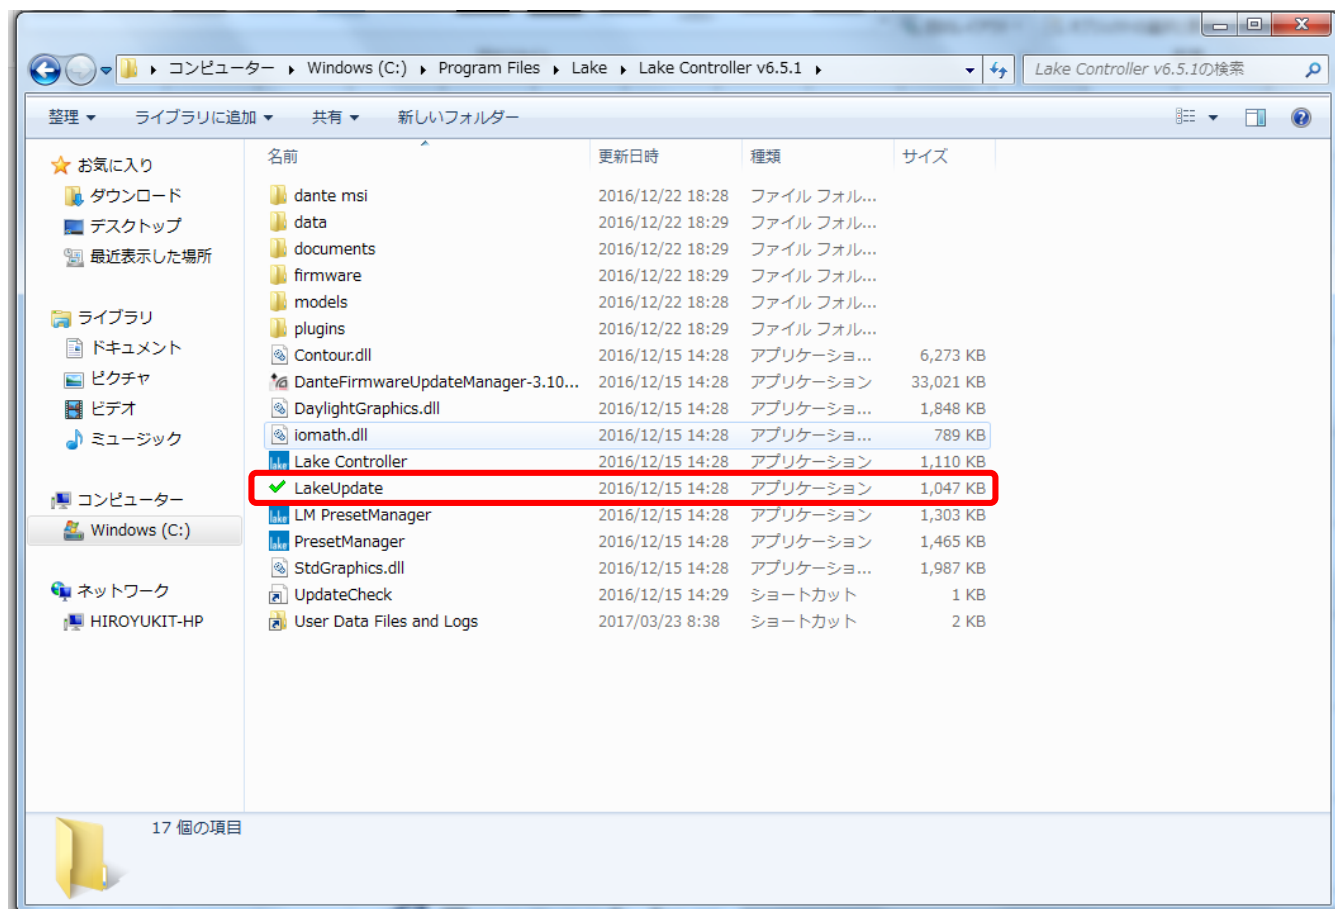 コンピューター ▸ Windows (C:) ▸ Program Files ▸ Lake ▸ Lake Controller v6.5.1 ▸
Lake Controller v6.5.1の検索
整理 ライブラリに追加 共有 新しいフォルダー
お気に入り
ダウンロード
デスクトップ
最近表示した場所
ライブラリ
ドキュメント
ピクチャ
ビデオ
ミュージック
コンピューター
Windows (C:)
ネットワーク
HIROYUKIT-HP
名前 更新日時 種類 サイズ
dante msi 2016/12/22 18:28 ファイル フォル...
data 2016/12/22 18:29 ファイル フォル...
documents 2016/12/22 18:29 ファイル フォル...
firmware 2016/12/22 18:29 ファイル フォル...
models 2016/12/22 18:28 ファイル フォル...
plugins 2016/12/22 18:29 ファイル フォル...
Contour.dll 2016/12/15 14:28 アプリケーショ... 6,273 KB
DanteFirmwareUpdateManager-3.10... 2016/12/15 14:28 アプリケーション 33,021 KB
DaylightGraphics.dll 2016/12/15 14:28 アプリケーショ... 1,848 KB
iomath.dll 2016/12/15 14:28 アプリケーショ... 789 KB
lake Lake Controller 2016/12/15 14:28 アプリケーション 1,110 KB
LakeUpdate 2016/12/15 14:28 アプリケーション 1,047 KB
lake LM PresetManager 2016/12/15 14:28 アプリケーション 1,303 KB
lake PresetManager 2016/12/15 14:28 アプリケーション 1,465 KB
StdGraphics.dll 2016/12/15 14:28 アプリケーショ... 1,987 KB
UpdateCheck 2016/12/15 14:29 ショートカット 1 KB
User Data Files and Logs 2017/03/23 8:38 ショートカット 2 KB
17 個の項目